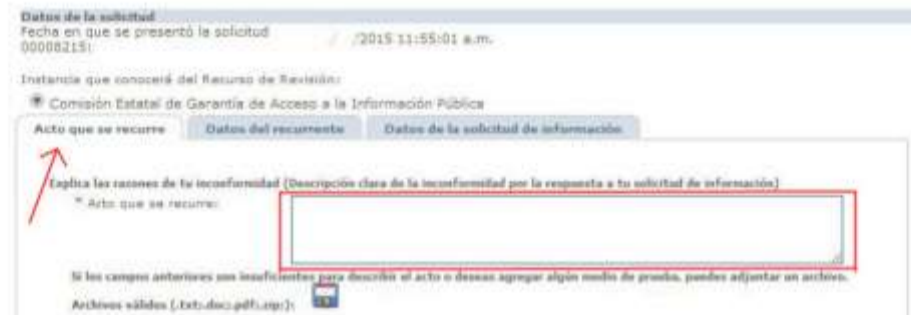 Datos de la solicitud
Fecha en que se presentó la solicitud
00008215: / /2015 11:55:01 a.m.
Instancia que conocerá del Recurso de Revisión:
Comisión Estatal de Garantía de Acceso a la Información Pública
Acto que se recurre Datos del recurrente Datos de la solicitud de información
Explica las razones de tu inconformidad (Descripción clara de la inconformidad por la respuesta a tu solicitud de información)
* Acto que se recurre:
Si los campos anteriores son insuficientes para describir el acto o deseas agregar algún medio de prueba, puedes adjuntar un archivo.
Archivos válidos (.txt;.doc;.pdf;.zip;):